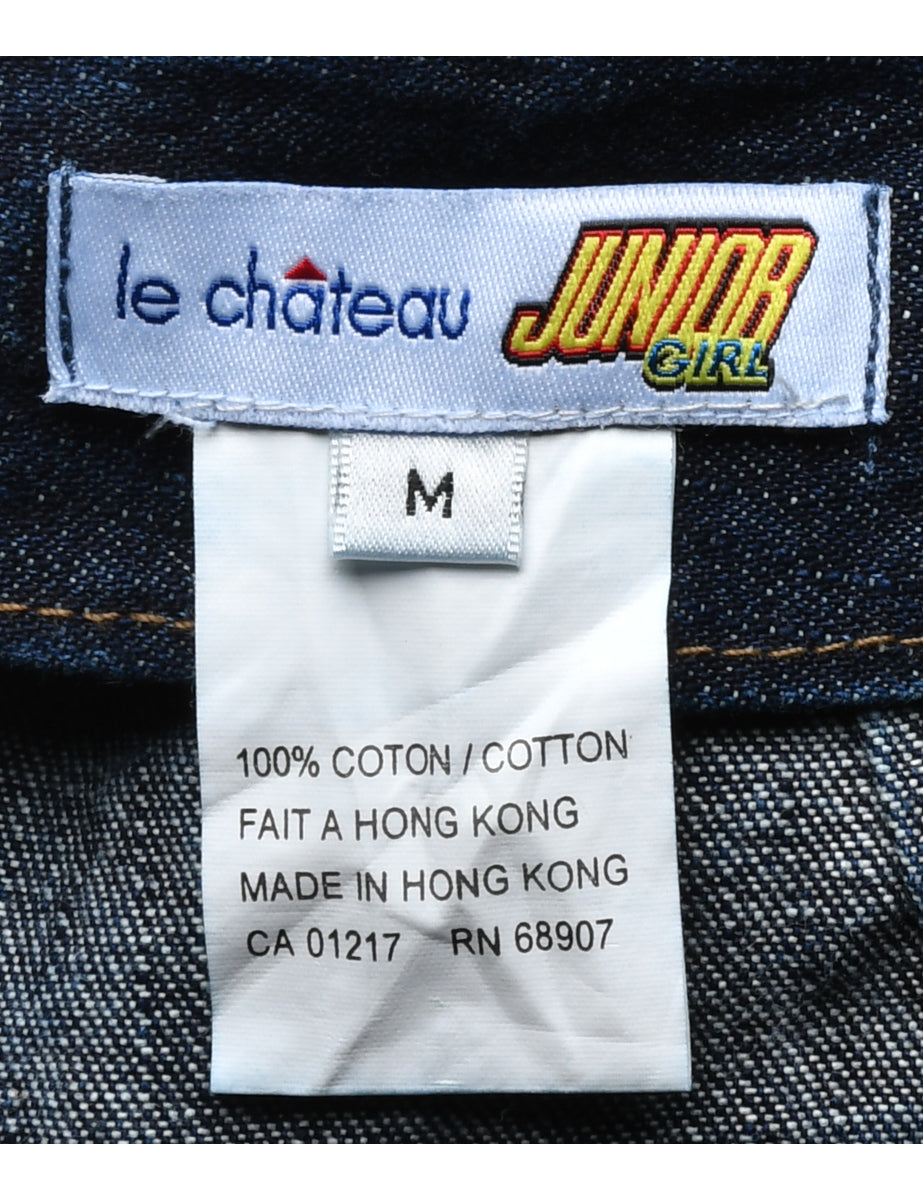 le château JUNIOR
GIRL
M
100% COTON / COTTON
FAIT A HONG KONG
MADE IN HONG KONG
CA 01217 RN 68907